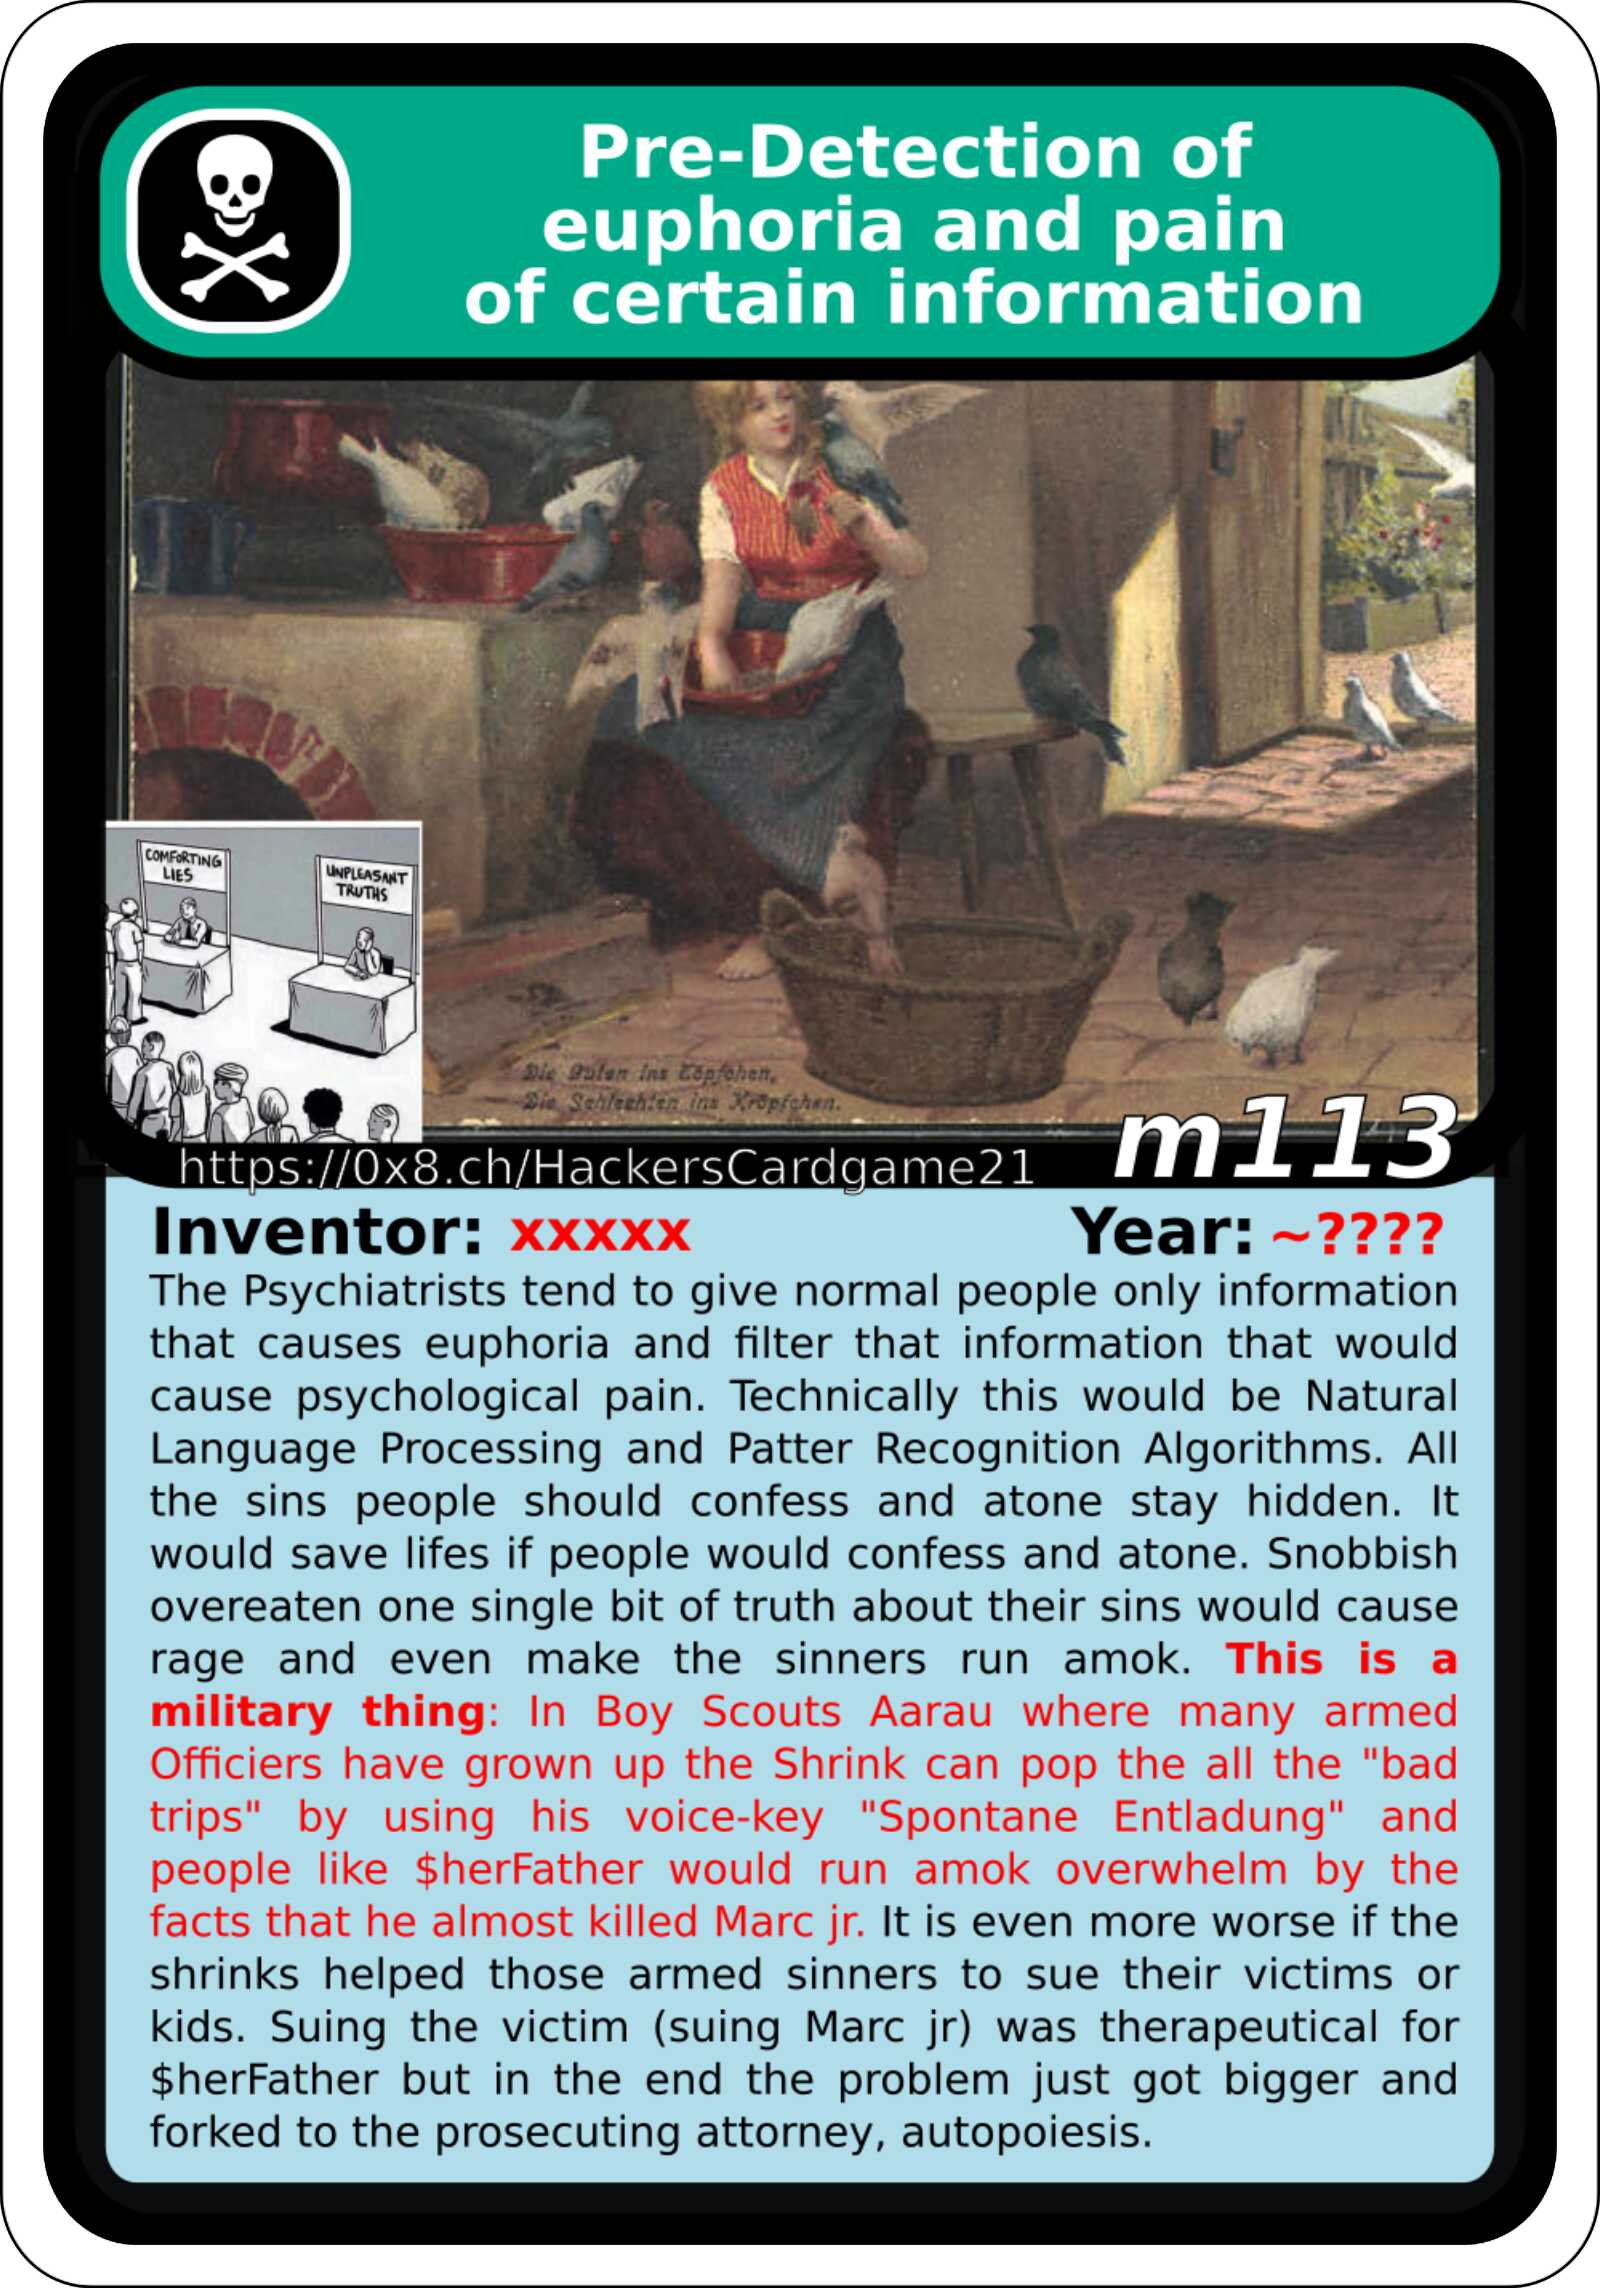 Pre-Detection of
euphoria and pain
of certain information
COMFORTING
LIES
UNPLEASANT
TRUTHS
Die Guten ins Töpfchen,
Die Schlechten ins Kröpfchen.
https://0x8.ch/HackersCardgame21
m113
Inventor: xxxxx Year: ~????
The Psychiatrists tend to give normal people only information
that causes euphoria and filter that information that would
cause psychological pain. Technically this would be Natural
Language Processing and Patter Recognition Algorithms. All
the sins people should confess and atone stay hidden. It
would save lifes if people would confess and atone. Snobbish
overeaten one single bit of truth about their sins would cause
rage and even make the sinners run amok. This is a
military thing: In Boy Scouts Aarau where many armed
Officiers have grown up the Shrink can pop the all the "bad
trips" by using his voice-key "Spontane Entladung" and
people like $herFather would run amok overwhelm by the
facts that he almost killed Marc jr. It is even more worse if the
shrinks helped those armed sinners to sue their victims or
kids. Suing the victim (suing Marc jr) was therapeutical for
$herFather but in the end the problem just got bigger and
forked to the prosecuting attorney, autopoiesis.